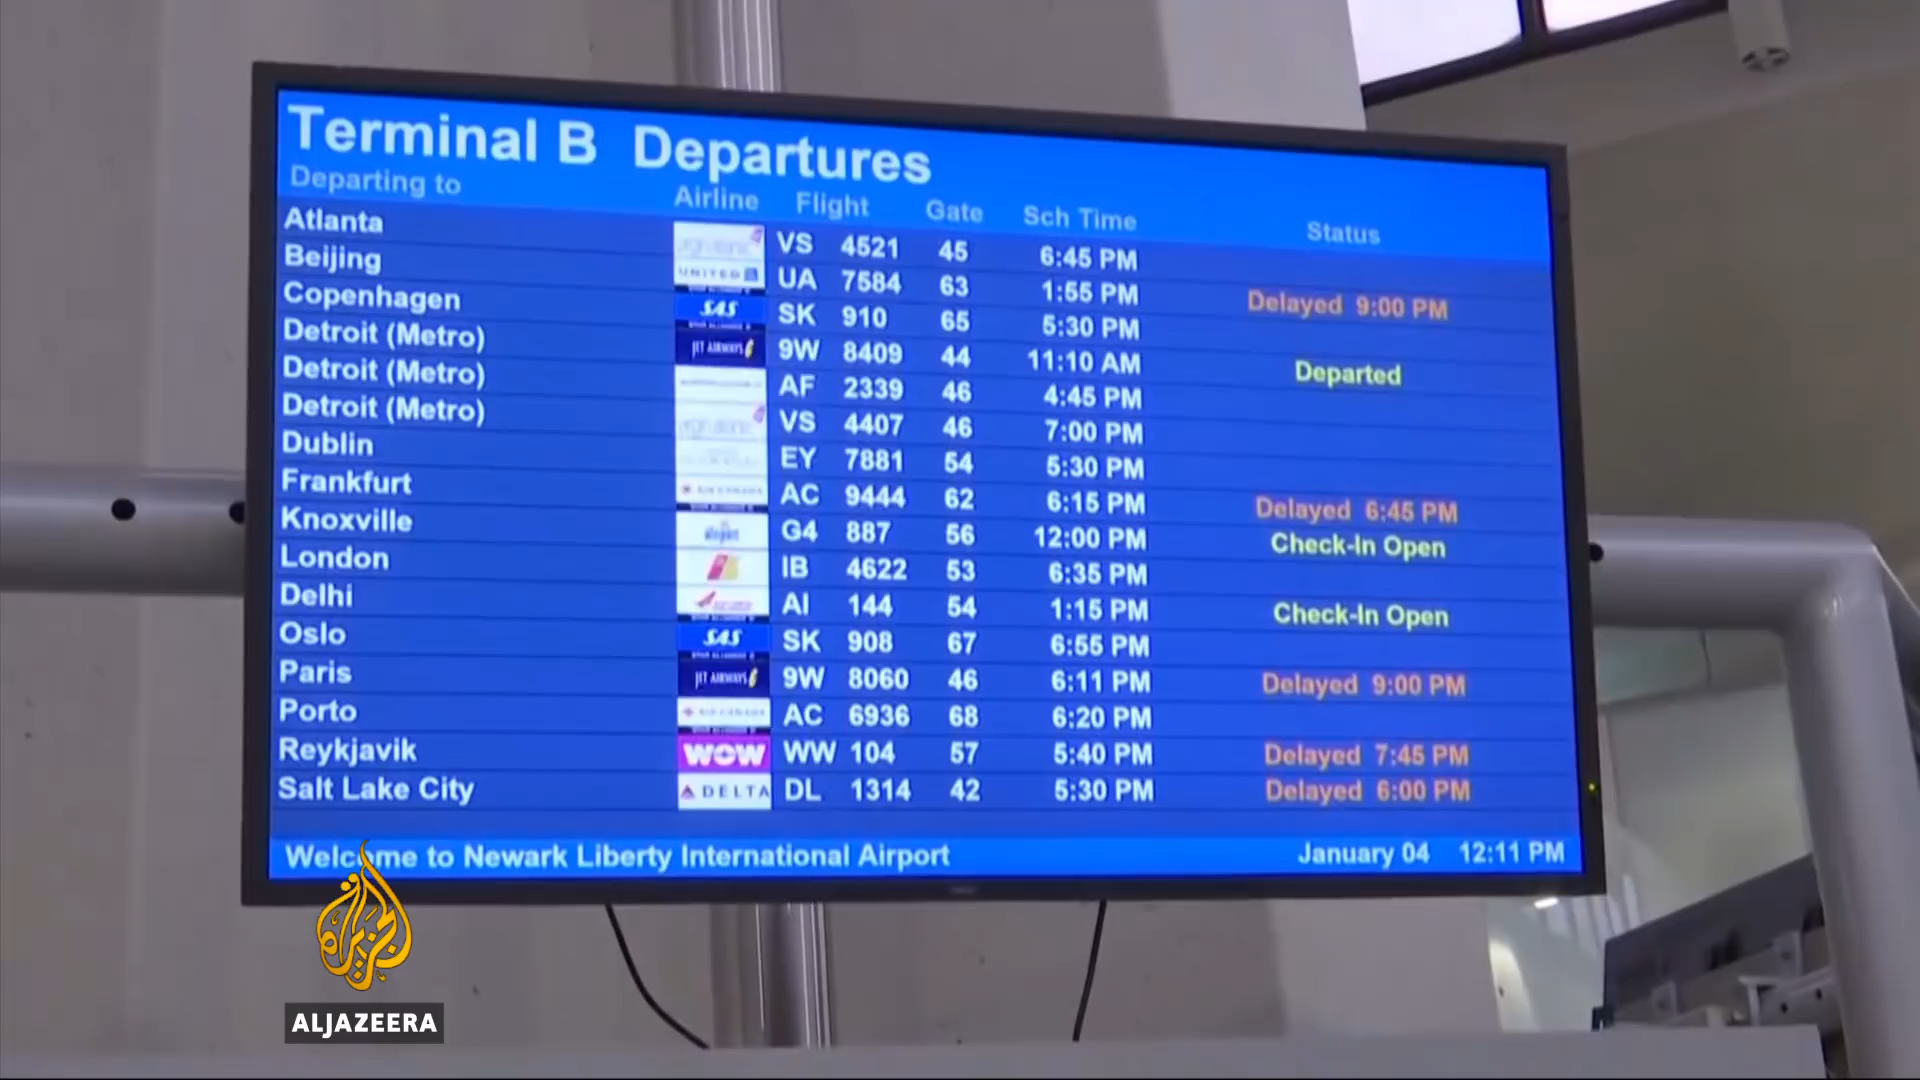 Terminal B Departures
Departing to Airline Flight Gate Sch Time Status
Atlanta VS 4521 45 6:45 PM
Beijing UNITED UA 7584 63 1:55 PM Delayed 9:00 PM
Copenhagen SAS SK 910 65 5:30 PM
Detroit (Metro) JET AIRWAYS 9W 8409 44 11:10 AM Departed
Detroit (Metro) AF 2339 46 4:45 PM
Detroit (Metro) VS 4407 46 7:00 PM
Dublin EY 7881 54 5:30 PM
Frankfurt AIR CANADA AC 9444 62 6:15 PM Delayed 6:45 PM
Knoxville G4 887 56 12:00 PM Check-In Open
London IB 4622 53 6:35 PM
Delhi AI 144 54 1:15 PM Check-In Open
Oslo SAS SK 908 67 6:55 PM
Paris JET AIRWAYS 9W 8060 46 6:11 PM Delayed 9:00 PM
Porto AIR CANADA AC 6936 68 6:20 PM
Reykjavik WOW WW 104 57 5:40 PM Delayed 7:45 PM
Salt Lake City DELTA DL 1314 42 5:30 PM Delayed 6:00 PM
Welcome to Newark Liberty International Airport January 04 12:11 PM
الجزيرة
ALJAZEERA